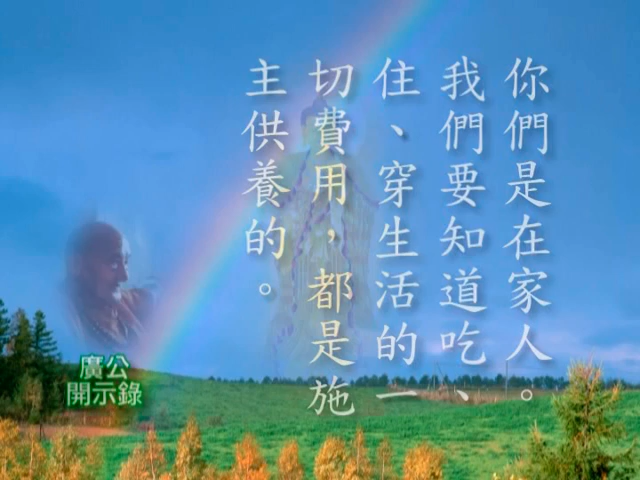 你們是在家人。
我們要知道吃、
住、穿生活的一
切費用，都是施
主供養的。
廣公
開示錄